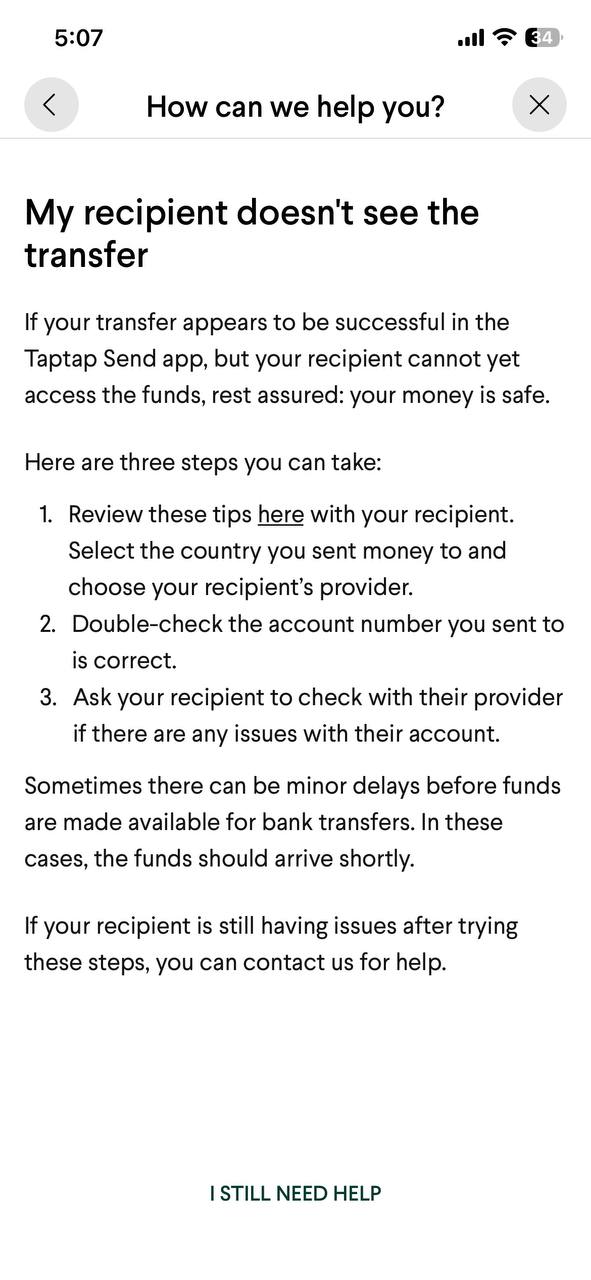 5:07
34
How can we help you?
My recipient doesn't see the
transfer
If your transfer appears to be successful in the
Taptap Send app, but your recipient cannot yet
access the funds, rest assured: your money is safe.
Here are three steps you can take:
1. Review these tips here with your recipient.
Select the country you sent money to and
choose your recipient’s provider.
2. Double-check the account number you sent to
is correct.
3. Ask your recipient to check with their provider
if there are any issues with their account.
Sometimes there can be minor delays before funds
are made available for bank transfers. In these
cases, the funds should arrive shortly.
If your recipient is still having issues after trying
these steps, you can contact us for help.
I STILL NEED HELP